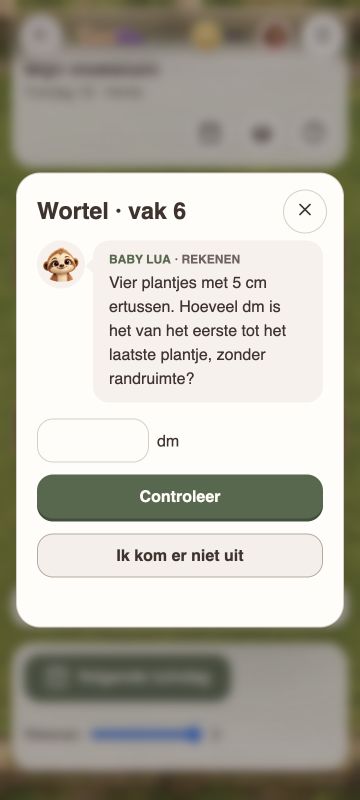 Wortel · vak 6
BABY LUA · REKENEN
Vier plantjes met 5 cm
ertussen. Hoeveel dm is
het van het eerste tot het
laatste plantje, zonder
randruimte?
dm
Controleer
Ik kom er niet uit